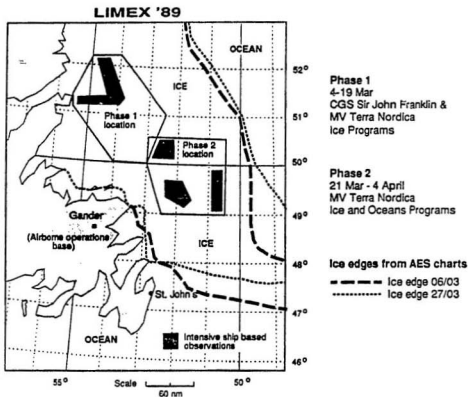 LIMEX '89
OCEAN
52°
ICE
Phase 1
location
51°
Phase 2
location
50°
Gander
(Airborne operations
base)
49°
ICE
48°
St. John's
47°
OCEAN
Intensive ship based
observations
46°
55°
Scale
60 nm
50°
Phase 1
4-19 Mar
CGS Sir John Franklin &
MV Terra Nordica
Ice Programs
Phase 2
21 Mar - 4 April
MV Terra Nordica
Ice and Oceans Programs
Ice edges from AES charts
Ice edge 06/03
Ice edge 27/03